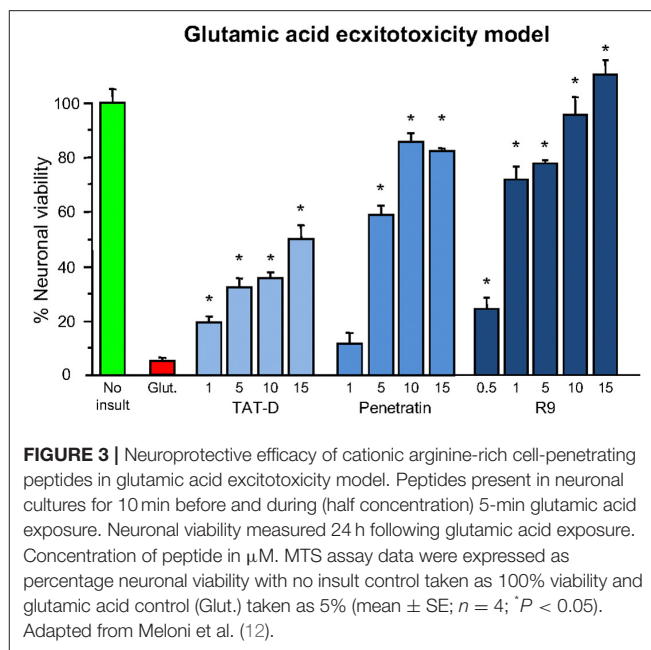 Glutamic acid ecxitotoxicity model
% Neuronal viability
100
80
60
40
20
0
* * * * * * * * * * * *
No insult Glut. 1 5 10 15 1 5 10 15 0.5 1 5 10 15
TAT-D Penetratin R9
FIGURE 3 | Neuroprotective efficacy of cationic arginine-rich cell-penetrating
peptides in glutamic acid excitotoxicity model. Peptides present in neuronal
cultures for 10 min before and during (half concentration) 5-min glutamic acid
exposure. Neuronal viability measured 24 h following glutamic acid exposure.
Concentration of peptide in μM. MTS assay data were expressed as
percentage neuronal viability with no insult control taken as 100% viability and
glutamic acid control (Glut.) taken as 5% (mean ± SE; n = 4; *P < 0.05).
Adapted from Meloni et al. (12).